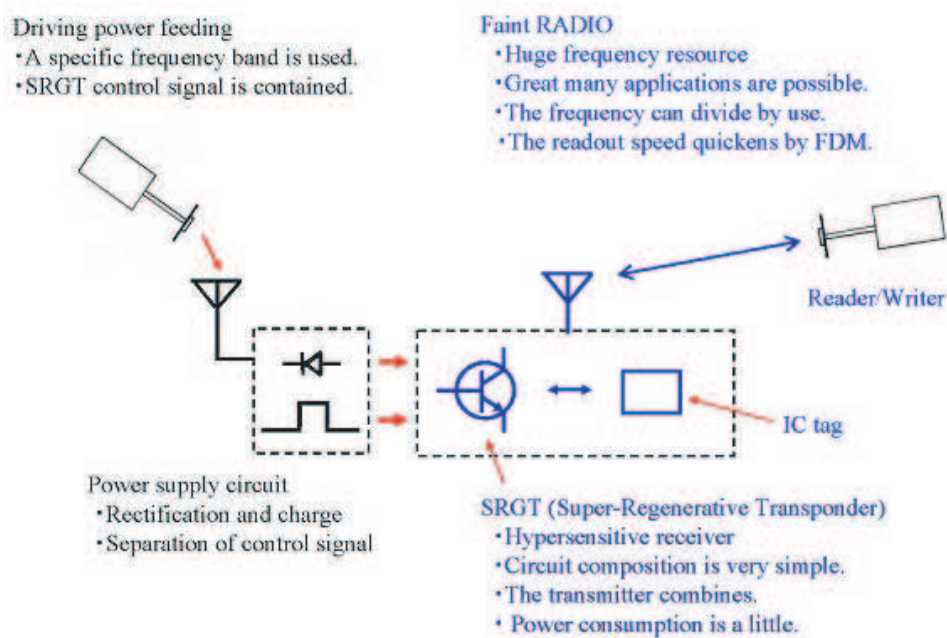 Driving power feeding
・A specific frequency band is used.
・SRGT control signal is contained.
Faint RADIO
・Huge frequency resource
・Great many applications are possible.
・The frequency can divide by use.
・The readout speed quickens by FDM.
Reader/Writer
IC tag
Power supply circuit
・Rectification and charge
・Separation of control signal
SRGT (Super-Regenerative Transponder)
・Hypersensitive receiver
・Circuit composition is very simple.
・The transmitter combines.
・Power consumption is a little.